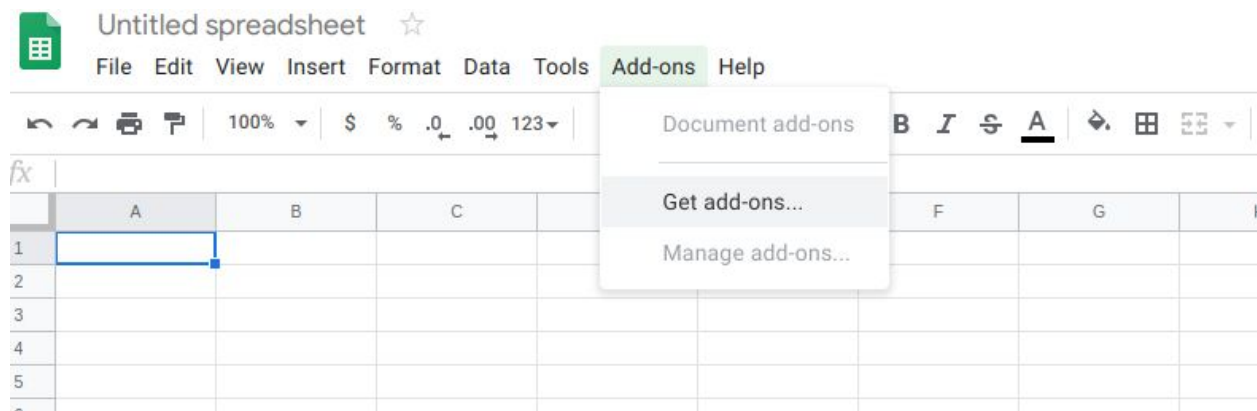 Untitled spreadsheet
File Edit View Insert Format Data Tools Add-ons Help
100% $ % .0 .00 123 B I S A
Document add-ons
fx
Get add-ons...
A B C F G
Manage add-ons...
1
2
3
4
5